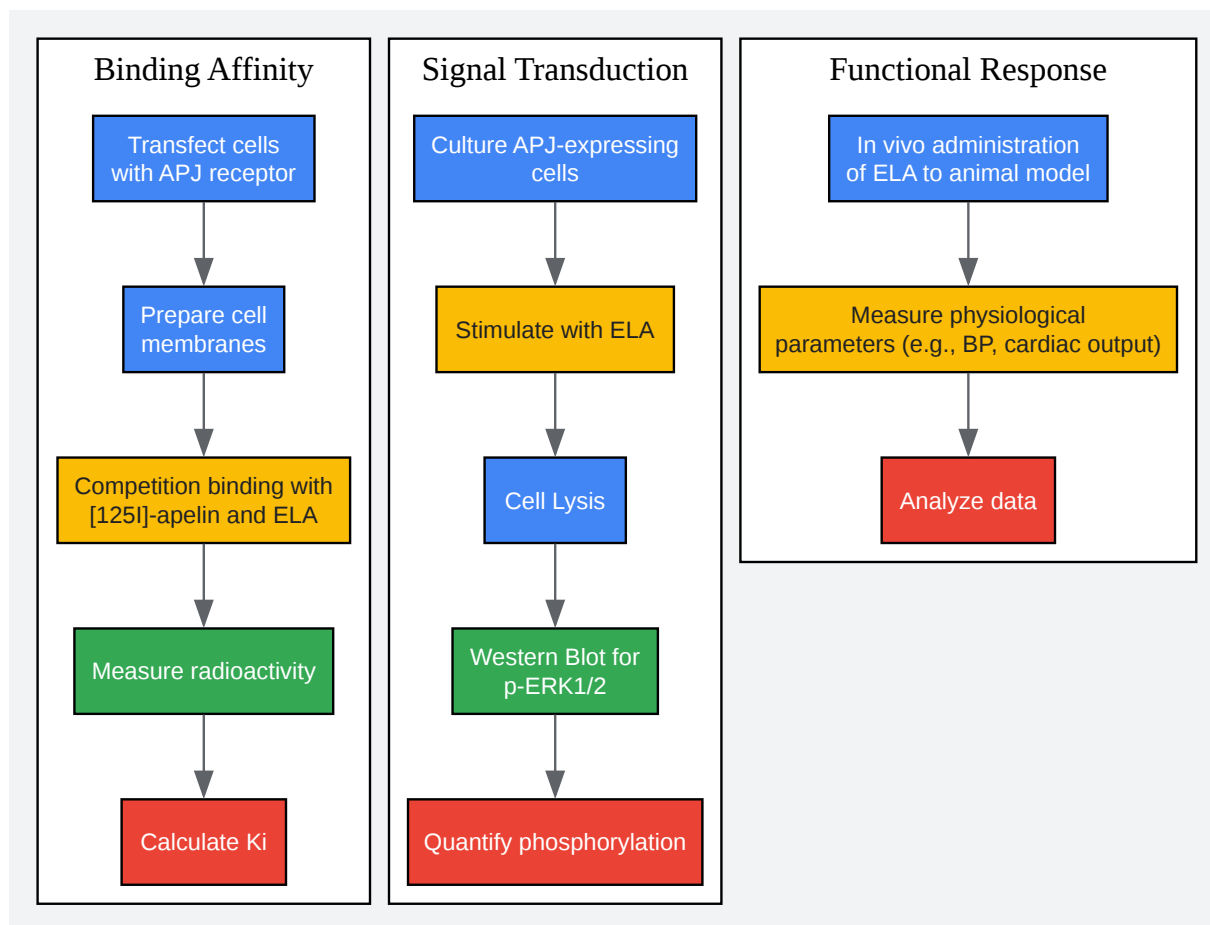 Binding Affinity
Transfect cells
with APJ receptor
Prepare cell
membranes
Competition binding with
[125I]-apelin and ELA
Measure radioactivity
Calculate Ki
Signal Transduction
Culture APJ-expressing
cells
Stimulate with ELA
Cell Lysis
Western Blot for
p-ERK1/2
Quantify phosphorylation
Functional Response
In vivo administration
of ELA to animal model
Measure physiological
parameters (e.g., BP, cardiac output)
Analyze data